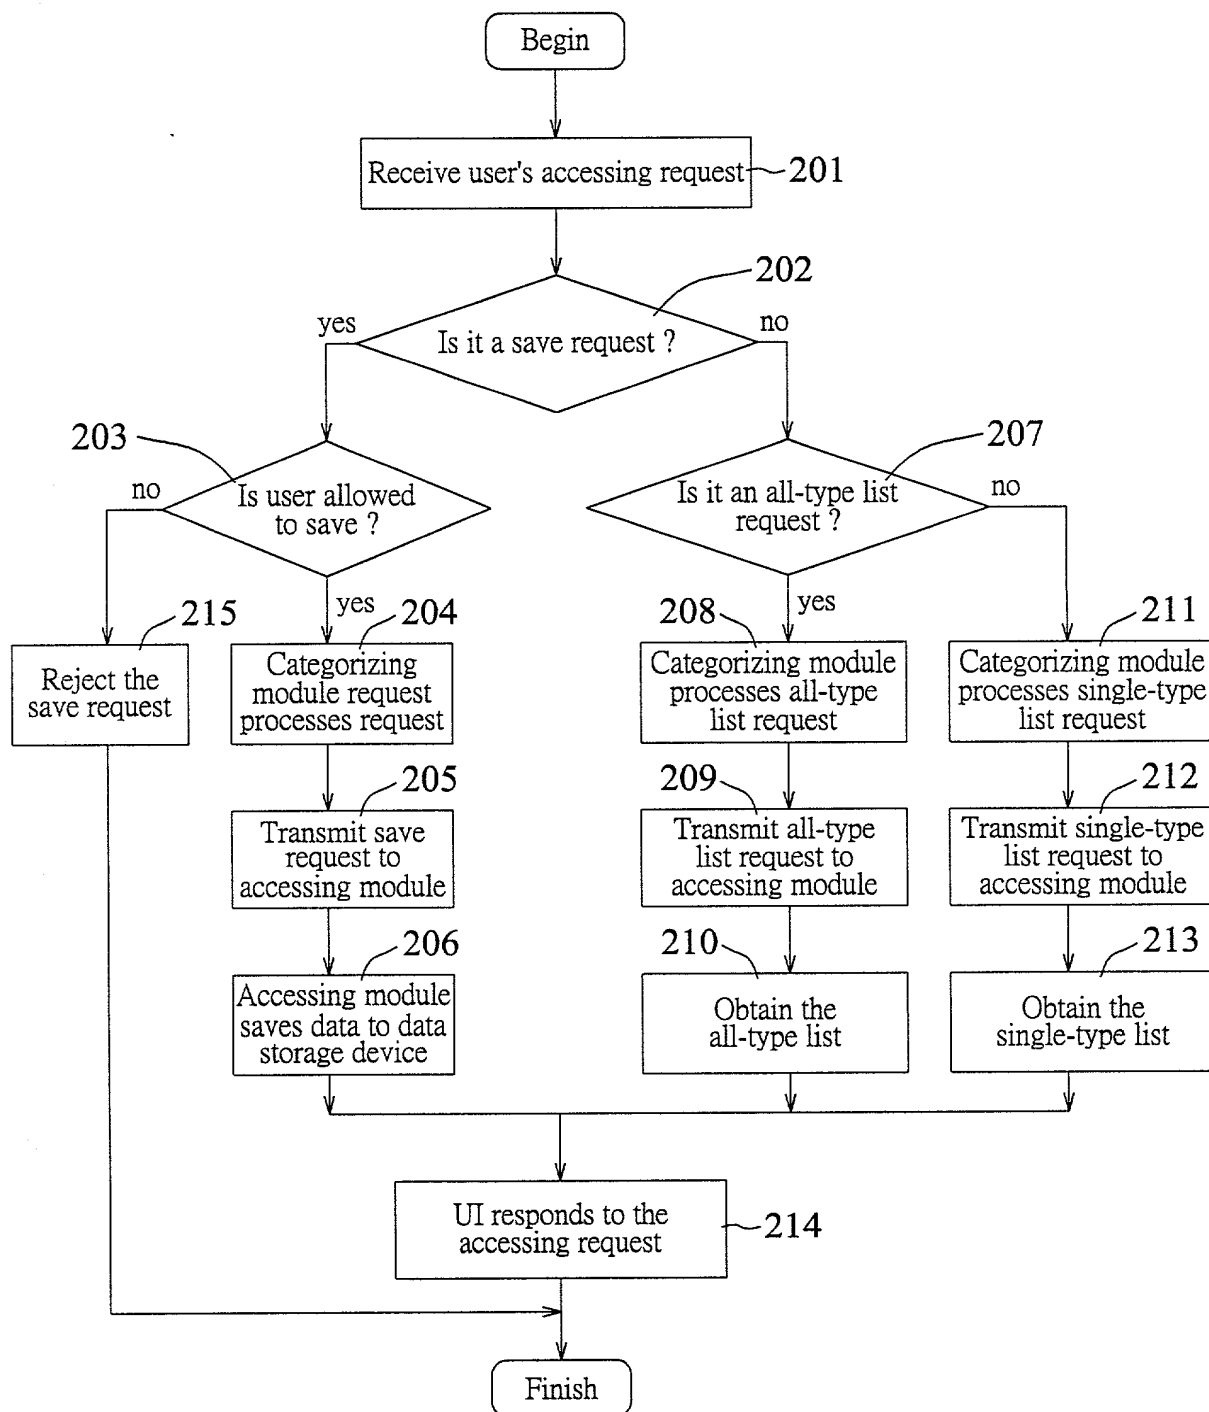 Begin
Receive user's accessing request
201
202
yes
Is it a save request ?
no
203
207
no
Is user allowed
to save ?
Is it an all-type list
request ?
no
yes
yes
215
204
208
211
Reject the
save request
Categorizing
module request
processes request
Categorizing module
processes all-type
list request
Categorizing module
processes single-type
list request
205
209
212
Transmit save
request to
accessing module
Transmit all-type
list request to
accessing module
Transmit single-type
list request to
accessing module
206
210
213
Accessing module
saves data to data
storage device
Obtain the
all-type list
Obtain the
single-type list
UI responds to the
accessing request
214
Finish